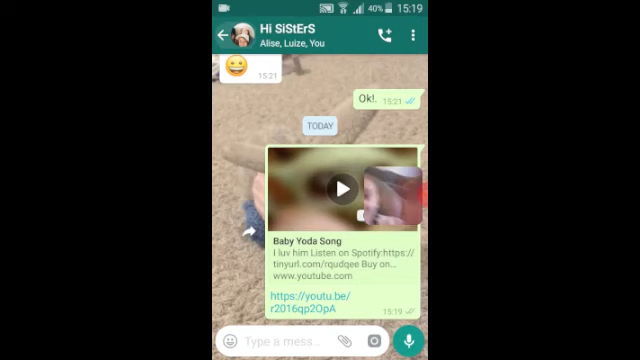 40% 15:19
Hi SiStErS
Alise, Luize, You
15:21
Ok!. 15:21
TODAY
Baby Yoda Song
I luv him Listen on Spotify:https://
tinyurl.com/rqudqee Buy on...
www.youtube.com
https://youtu.be/
r2016qp2OpA
15:19
Type a mess...